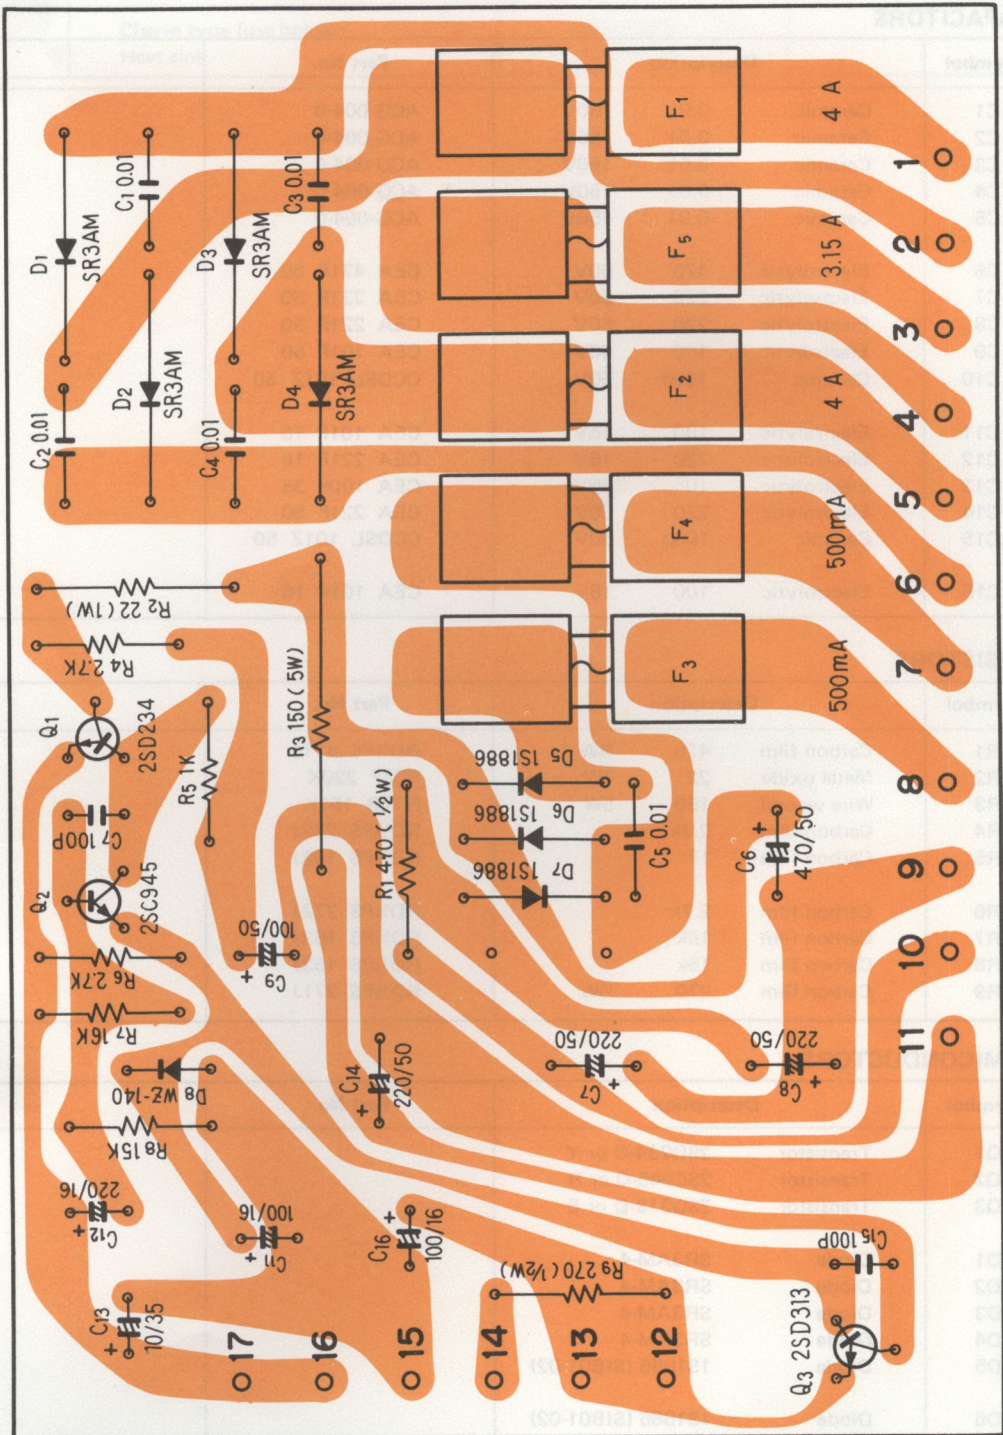 F1
4 A
1
C1 0.01
C3 0.01
D1
SR3AM
D3
SR3AM
F5
3.15 A
2
3
D2
SR3AM
D4
SR3AM
F2
4 A
4
C2 0.01
C4 0.01
F4
500mA
5
6
R2 22 (1W)
R4 2.7K
R3 150 (5W)
F3
500mA
7
Q1
2SD234
R5 1K
D5 1S1886
D6 1S1886
D7 1S1886
8
C7 100P
R1 470 (½W)
C5 0.01
C6 +
470/50
9
Q2
2SC945
R6 2.7K
C9 +
100/50
10
R7 16K
D8 WZ-140
C14 +
220/50
220/50
C7 +
220/50
C8 +
11
R8 15K
220/16
C12 +
100/16
C11 +
C16 +
100/16
C15 100P
C13 +
10/35
R9 270 (½W)
17
16
15
14
13
12
Q3 2SD313